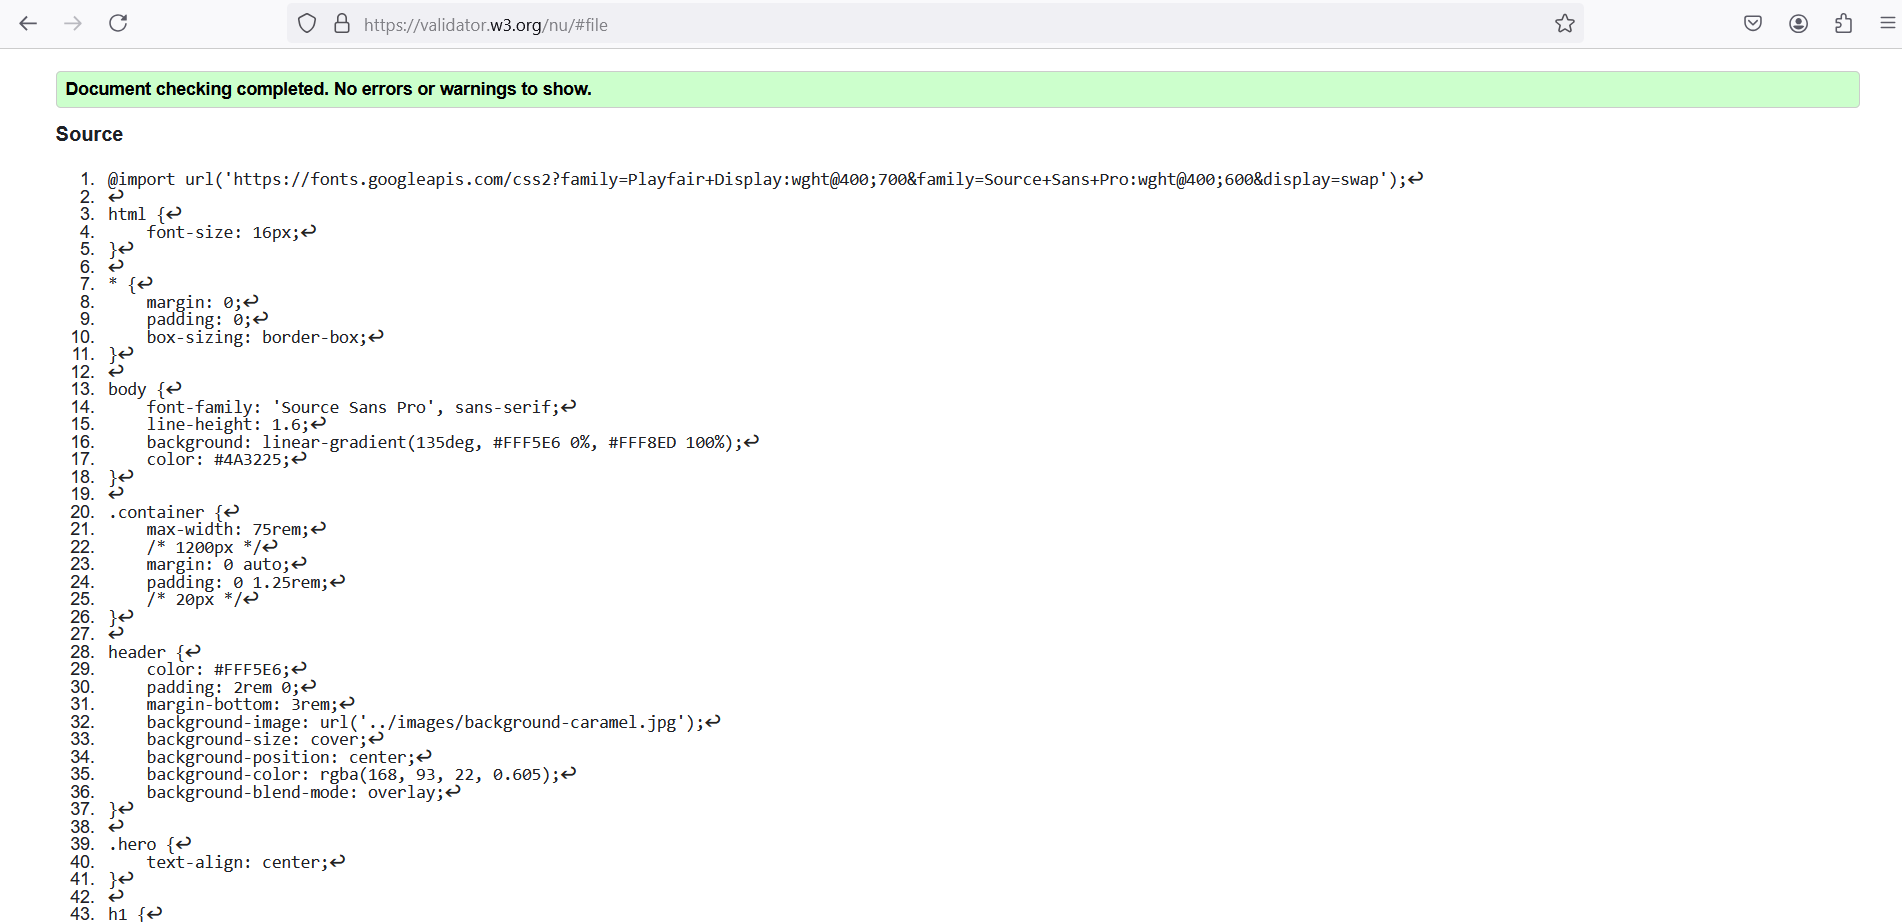 https://validator.w3.org/nu/#file
Document checking completed. No errors or warnings to show.
Source
1. @import url('https://fonts.googleapis.com/css2?family=Playfair+Display:wght@400;700&family=Source+Sans+Pro:wght@400;600&display=swap');↩
2. ↩
3. html {↩
4. font-size: 16px;↩
5. }↩
6. ↩
7. * {↩
8. margin: 0;↩
9. padding: 0;↩
10. box-sizing: border-box;↩
11. }↩
12. ↩
13. body {↩
14. font-family: 'Source Sans Pro', sans-serif;↩
15. line-height: 1.6;↩
16. background: linear-gradient(135deg, #FFF5E6 0%, #FFF8ED 100%);↩
17. color: #4A3225;↩
18. }↩
19. ↩
20. .container {↩
21. max-width: 75rem;↩
22. /* 1200px */↩
23. margin: 0 auto;↩
24. padding: 0 1.25rem;↩
25. /* 20px */↩
26. }↩
27. ↩
28. header {↩
29. color: #FFF5E6;↩
30. padding: 2rem 0;↩
31. margin-bottom: 3rem;↩
32. background-image: url('../images/background-caramel.jpg');↩
33. background-size: cover;↩
34. background-position: center;↩
35. background-color: rgba(168, 93, 22, 0.605);↩
36. background-blend-mode: overlay;↩
37. }↩
38. ↩
39. .hero {↩
40. text-align: center;↩
41. }↩
42. ↩
43. h1 {↩